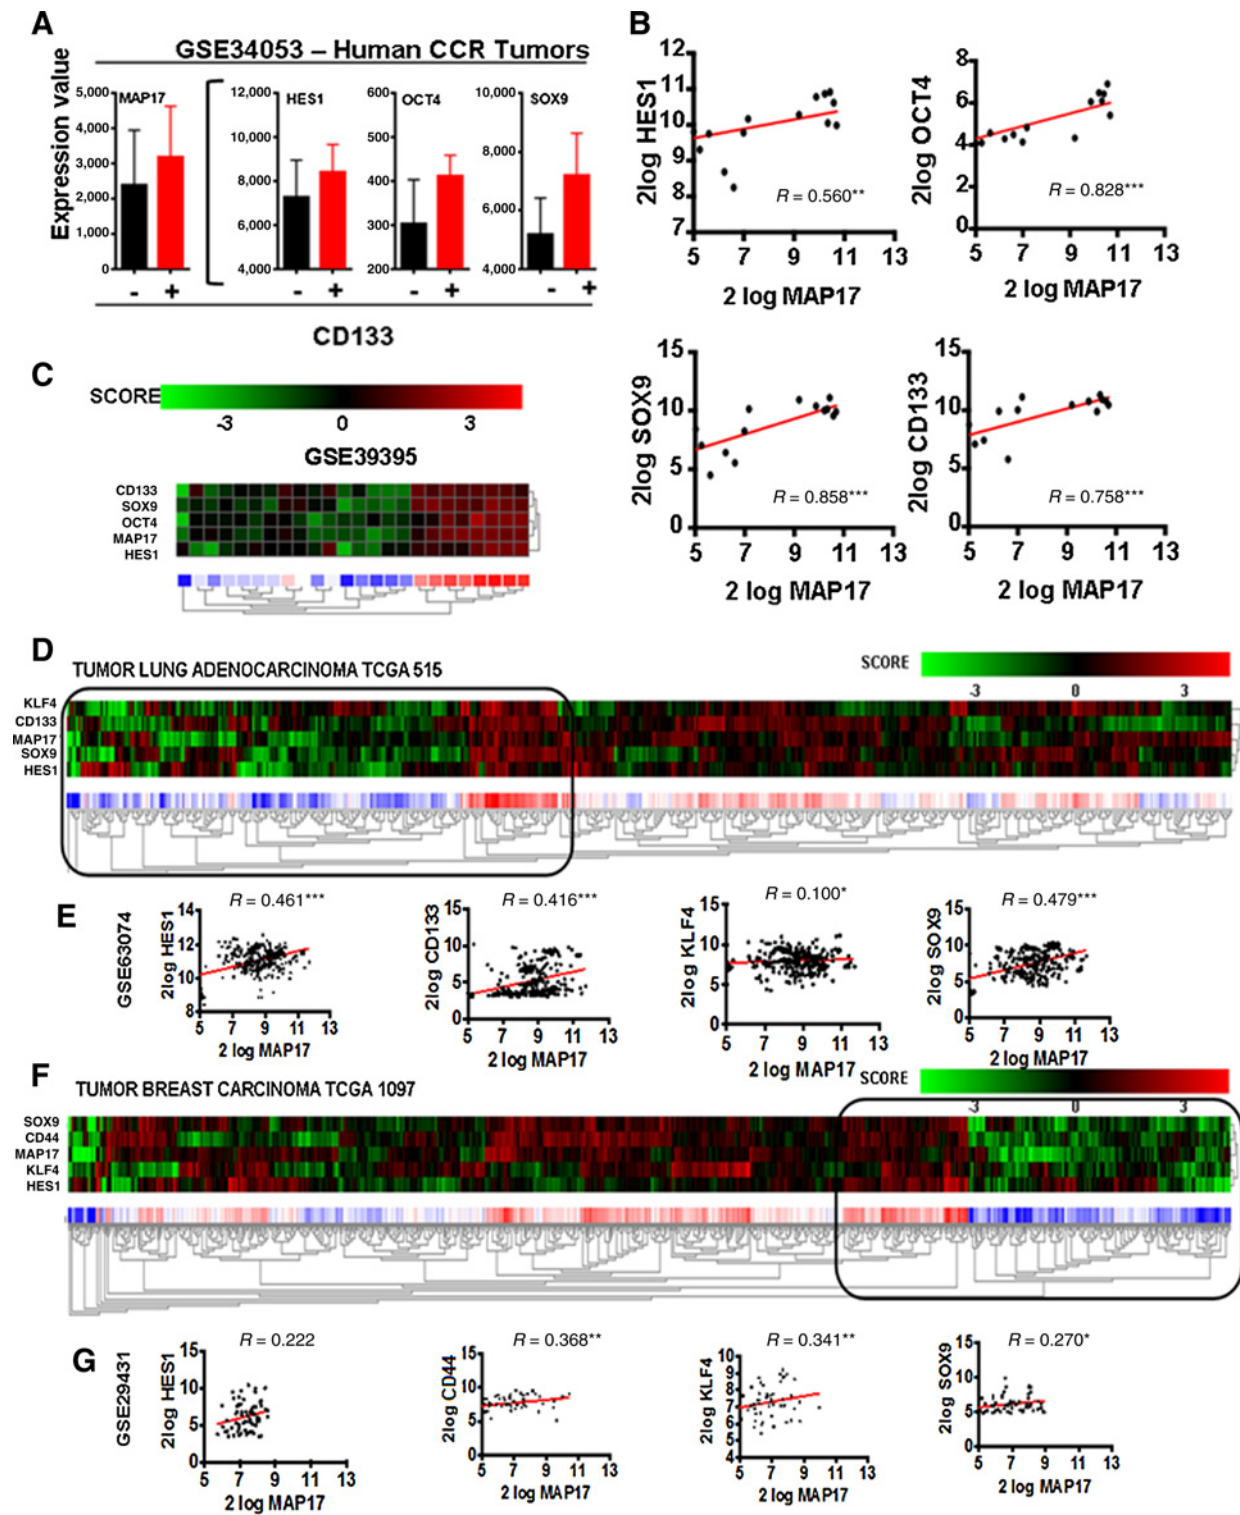 A
GSE34053 – Human CCR Tumors
Expression value
MAP17
5,000
4,000
3,000
2,000
1,000
0
- +
HES1
12,000
10,000
8,000
6,000
4,000
- +
OCT4
600
500
400
300
200
- +
SOX9
10,000
8,000
6,000
4,000
- +
CD133
B
2log HES1
12
11
10
9
8
7
R = 0.560**
5 7 9 11 13
2 log MAP17
2log OCT4
8
6
4
2
0
R = 0.828***
5 7 9 11 13
2 log MAP17
2log SOX9
15
10
5
0
R = 0.858***
5 7 9 11 13
2 log MAP17
2log CD133
15
10
5
0
R = 0.758***
5 7 9 11 13
2 log MAP17
C
SCORE
-3 0 3
GSE39395
CD133
SOX9
OCT4
MAP17
HES1
D
TUMOR LUNG ADENOCARCINOMA TCGA 515
SCORE
-3 0 3
KLF4
CD133
MAP17
SOX9
HES1
E
GSE63074
R = 0.461***
2log HES1
14
12
10
8
5 7 9 11 13
2 log MAP17
R = 0.416***
2log CD133
15
10
5
0
5 7 9 11 13
2 log MAP17
R = 0.100*
2log KLF4
15
10
5
0
5 7 9 11 13
2 log MAP17
R = 0.479***
2log SOX9
15
10
5
0
5 7 9 11 13
2 log MAP17
F
TUMOR BREAST CARCINOMA TCGA 1097
SCORE
-3 0 3
SOX9
CD44
MAP17
KLF4
HES1
G
GSE29431
R = 0.222
2log HES1
15
10
5
0
5 7 9 11 13
2 log MAP17
R = 0.368**
2log CD44
15
10
5
0
5 7 9 11 13
2 log MAP17
R = 0.341**
2log KLF4
10
9
8
7
6
5
4
5 7 9 11 13
2 log MAP17
R = 0.270*
2log SOX9
15
10
5
0
5 7 9 11 13
2 log MAP17